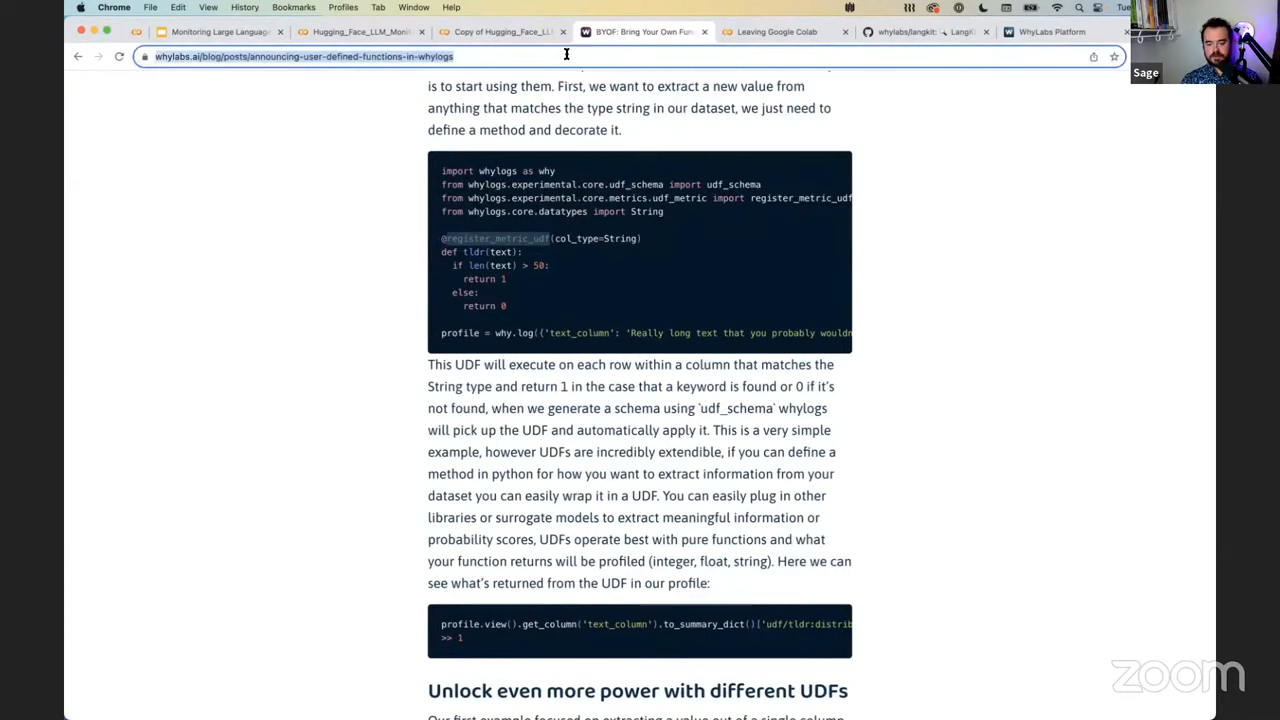 Chrome File Edit View History Bookmarks Profiles Tab Window Help Tue
Monitoring Large Languag Hugging_Face_LLM_Monit Copy of Hugging_Face_LL BYOF: Bring Your Own Fun Leaving Google Colab whylabs/langkit: LangKi WhyLabs Platform
whylabs.ai/blog/posts/announcing-user-defined-functions-in-whylogs
Sage
is to start using them. First, we want to extract a new value from
anything that matches the type string in our dataset, we just need to
define a method and decorate it.
import whylogs as why
from whylogs.experimental.core.udf_schema import udf_schema
from whylogs.experimental.core.metrics.udf_metric import register_metric_udf
from whylogs.core.datatypes import String
@register_metric_udf(col_type=String)
def tldr(text):
if len(text) > 50:
return 1
else:
return 0
profile = why.log({'text_column': 'Really long text that you probably wouldn
This UDF will execute on each row within a column that matches the
String type and return 1 in the case that a keyword is found or 0 if it's
not found, when we generate a schema using `udf_schema` whylogs
will pick up the UDF and automatically apply it. This is a very simple
example, however UDFs are incredibly extendible, if you can define a
method in python for how you want to extract information from your
dataset you can easily wrap it in a UDF. You can easily plug in other
libraries or surrogate models to extract meaningful information or
probability scores, UDFs operate best with pure functions and what
your function returns will be profiled (integer, float, string). Here we can
see what's returned from the UDF in our profile:
profile.view().get_column('text_column').to_summary_dict()['udf/tldr:distrib
>> 1
Unlock even more power with different UDFs
zoom